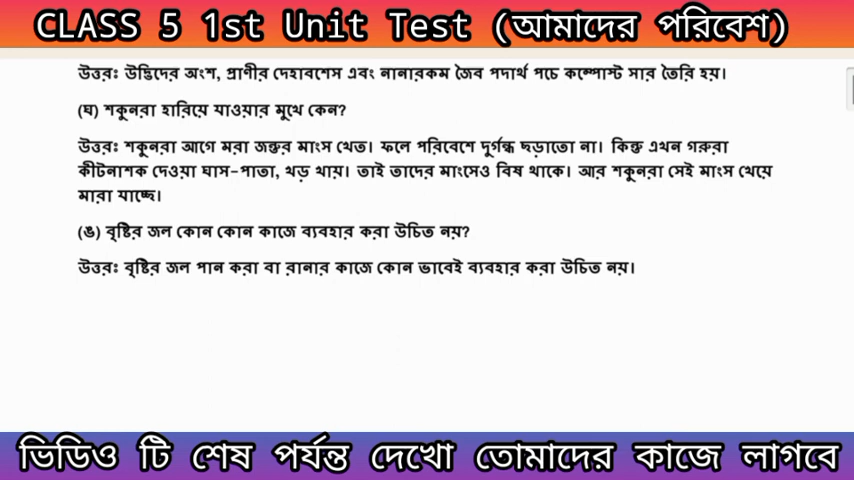 CLASS 5 1st Unit Test (আমাদের পরিবেশ)
উত্তরঃ উদ্ভিদের অংশ, প্রাণীর দেহাবশেস এবং নানারকম জৈব পদার্থ পচে কম্পোস্ট সার তৈরি হয়।
(ঘ) শকুনরা হারিয়ে যাওয়ার মুখে কেন?
উত্তরঃ শকুনরা আগে মরা জন্তুর মাংস খেত। ফলে পরিবেশে দুর্গন্ধ ছড়াতো না। কিন্তু এখন গরুরা
কীটনাশক দেওয়া ঘাস-পাতা, খড় খায়। তাই তাদের মাংসেও বিষ থাকে। আর শকুনরা সেই মাংস খেয়ে
মারা যাচ্ছে।
(ঙ) বৃষ্টির জল কোন কোন কাজে ব্যবহার করা উচিত নয়?
উত্তরঃ বৃষ্টির জল পান করা বা রানার কাজে কোন ভাবেই ব্যবহার করা উচিত নয়।
ভিডিও টি শেষ পর্যন্ত দেখো তোমাদের কাজে লাগবে